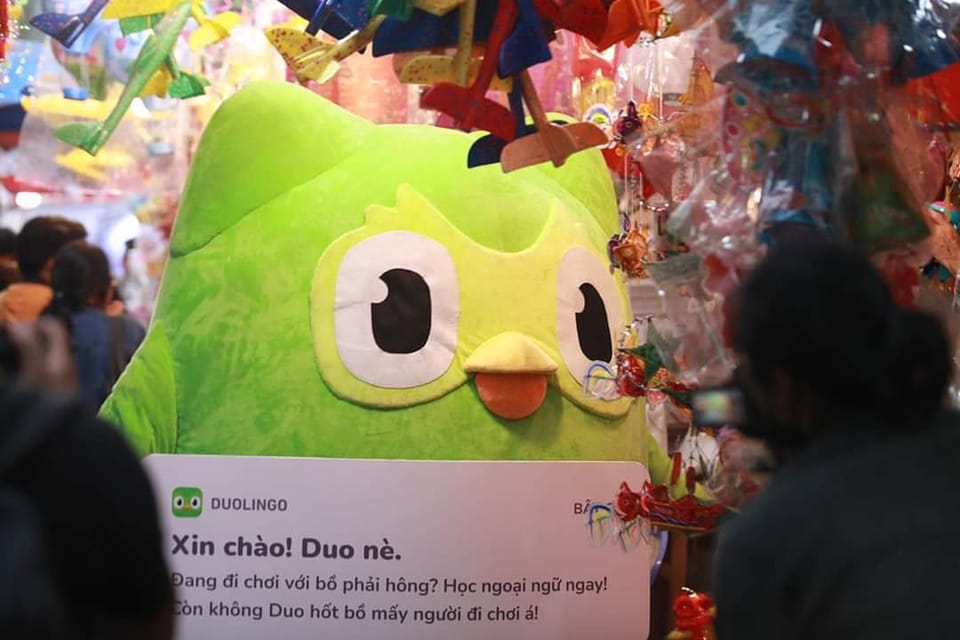 DUOLINGO
Xin chào! Duo nè.
Đang đi chơi với bồ phải hông? Học ngoại ngữ ngay!
Còn không Duo hốt bồ mấy người đi chơi á!